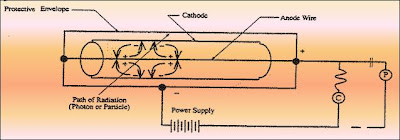 Protective Envelope
Cathode
Anode Wire
+
+ +
+ +
Path of Radiation
(Photon or Particle)
−
Power Supply
P
C